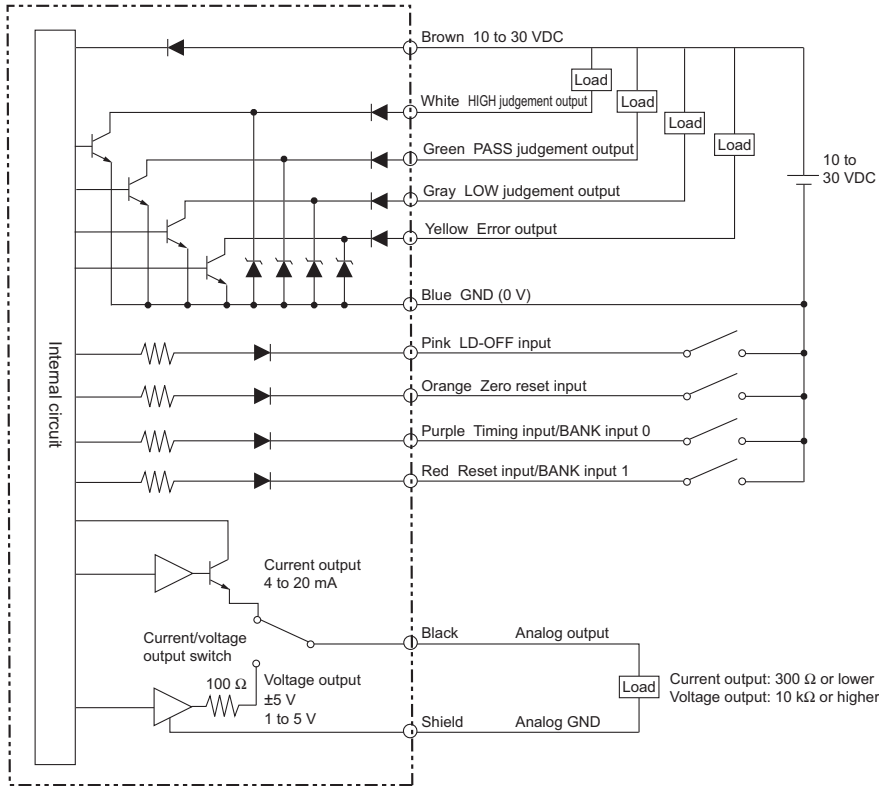 Brown 10 to 30 VDC
Load
White HIGH judgement output
Load
Load
Green PASS judgement output
Load
10 to
30 VDC
Gray LOW judgement output
Yellow Error output
Blue GND (0 V)
Internal circuit
Pink LD-OFF input
Orange Zero reset input
Purple Timing input/BANK input 0
Red Reset input/BANK input 1
Current output
4 to 20 mA
Current/voltage
output switch
Black Analog output
100 Ω
Voltage output
±5 V
1 to 5 V
Load
Current output: 300 Ω or lower
Voltage output: 10 kΩ or higher
Shield Analog GND